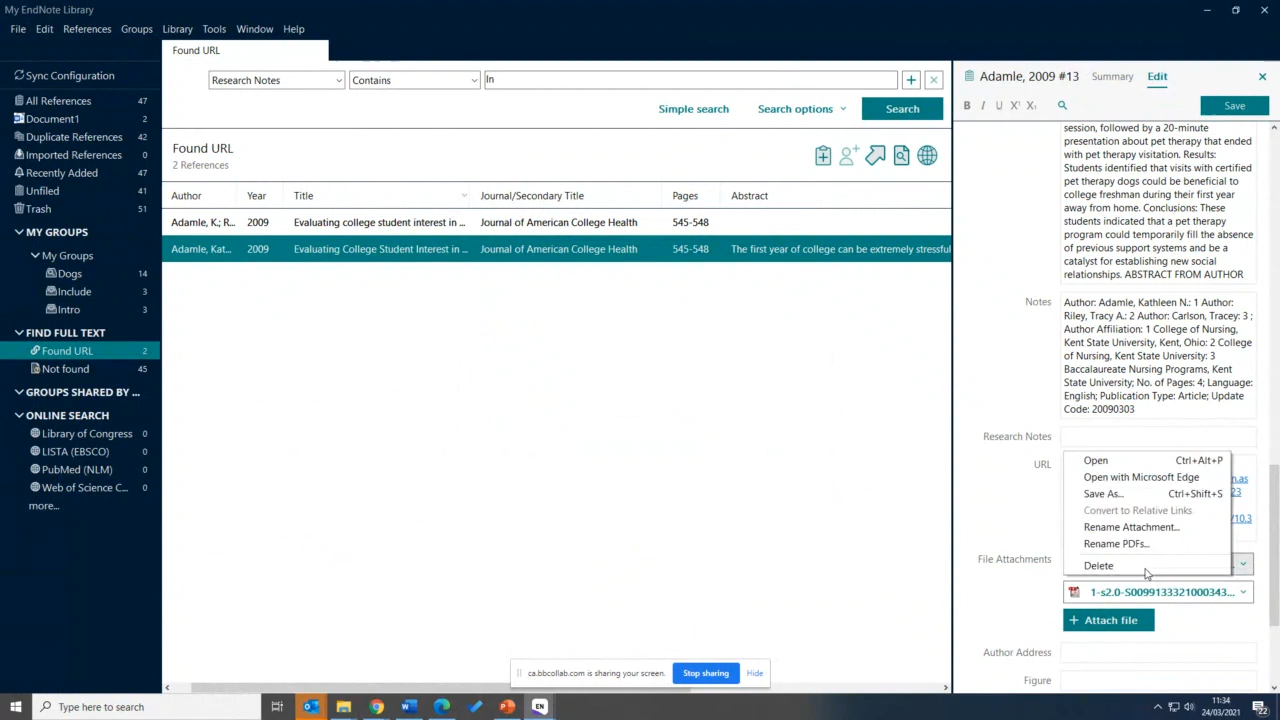 My EndNote Library
File Edit References Groups Library Tools Window Help
Sync Configuration
All References 47
Document1 2
Duplicate References 42
Imported References 0
Recently Added 47
Unfiled 41
Trash 51
MY GROUPS
My Groups
Dogs 14
Include 3
Intro 3
FIND FULL TEXT
Found URL 2
Not found 45
GROUPS SHARED BY ...
ONLINE SEARCH
Library of Congress 0
LISTA (EBSCO) 0
PubMed (NLM) 0
Web of Science C... 0
more...
Found URL
Research Notes Contains In
Simple search Search options Search
Found URL
2 References
Author Year Title Journal/Secondary Title Pages Abstract
Adamle, K.; R... 2009 Evaluating college student interest in ... Journal of American College Health 545-548
Adamle, Kat... 2009 Evaluating College Student Interest in ... Journal of American College Health 545-548 The first year of college can be extremely stressful
Adamle, 2009 #13 Summary Edit
B I U X¹ X₁ Save
session, followed by a 20-minute
presentation about pet therapy that ended
with pet therapy visitation. Results:
Students identified that visits with certified
pet therapy dogs could be beneficial to
college freshman during their first year
away from home. Conclusions: These
students indicated that a pet therapy
program could temporarily fill the absence
of previous support systems and be a
catalyst for establishing new social
relationships. ABSTRACT FROM AUTHOR
Notes
Author: Adamle, Kathleen N.: 1 Author:
Riley, Tracy A.: 2 Author: Carlson, Tracey: 3 ;
Author Affiliation: 1 College of Nursing,
Kent State University, Kent, Ohio: 2 College
of Nursing, Kent State University: 3
Baccalaureate Nursing Programs, Kent
State University; No. of Pages: 4; Language:
English; Publication Type: Article; Update
Code: 20090303
Research Notes
URL
n.as
23
/10.3
Open Ctrl+Alt+P
Open with Microsoft Edge
Save As... Ctrl+Shift+S
Convert to Relative Links
Rename Attachment...
Rename PDFs...
Delete
File Attachments
1-s2.0-S0099133321000343...
+ Attach file
Author Address
Figure
ca.bbcollab.com is sharing your screen. Stop sharing Hide
Type here to search
EN
11:34
24/03/2021
22